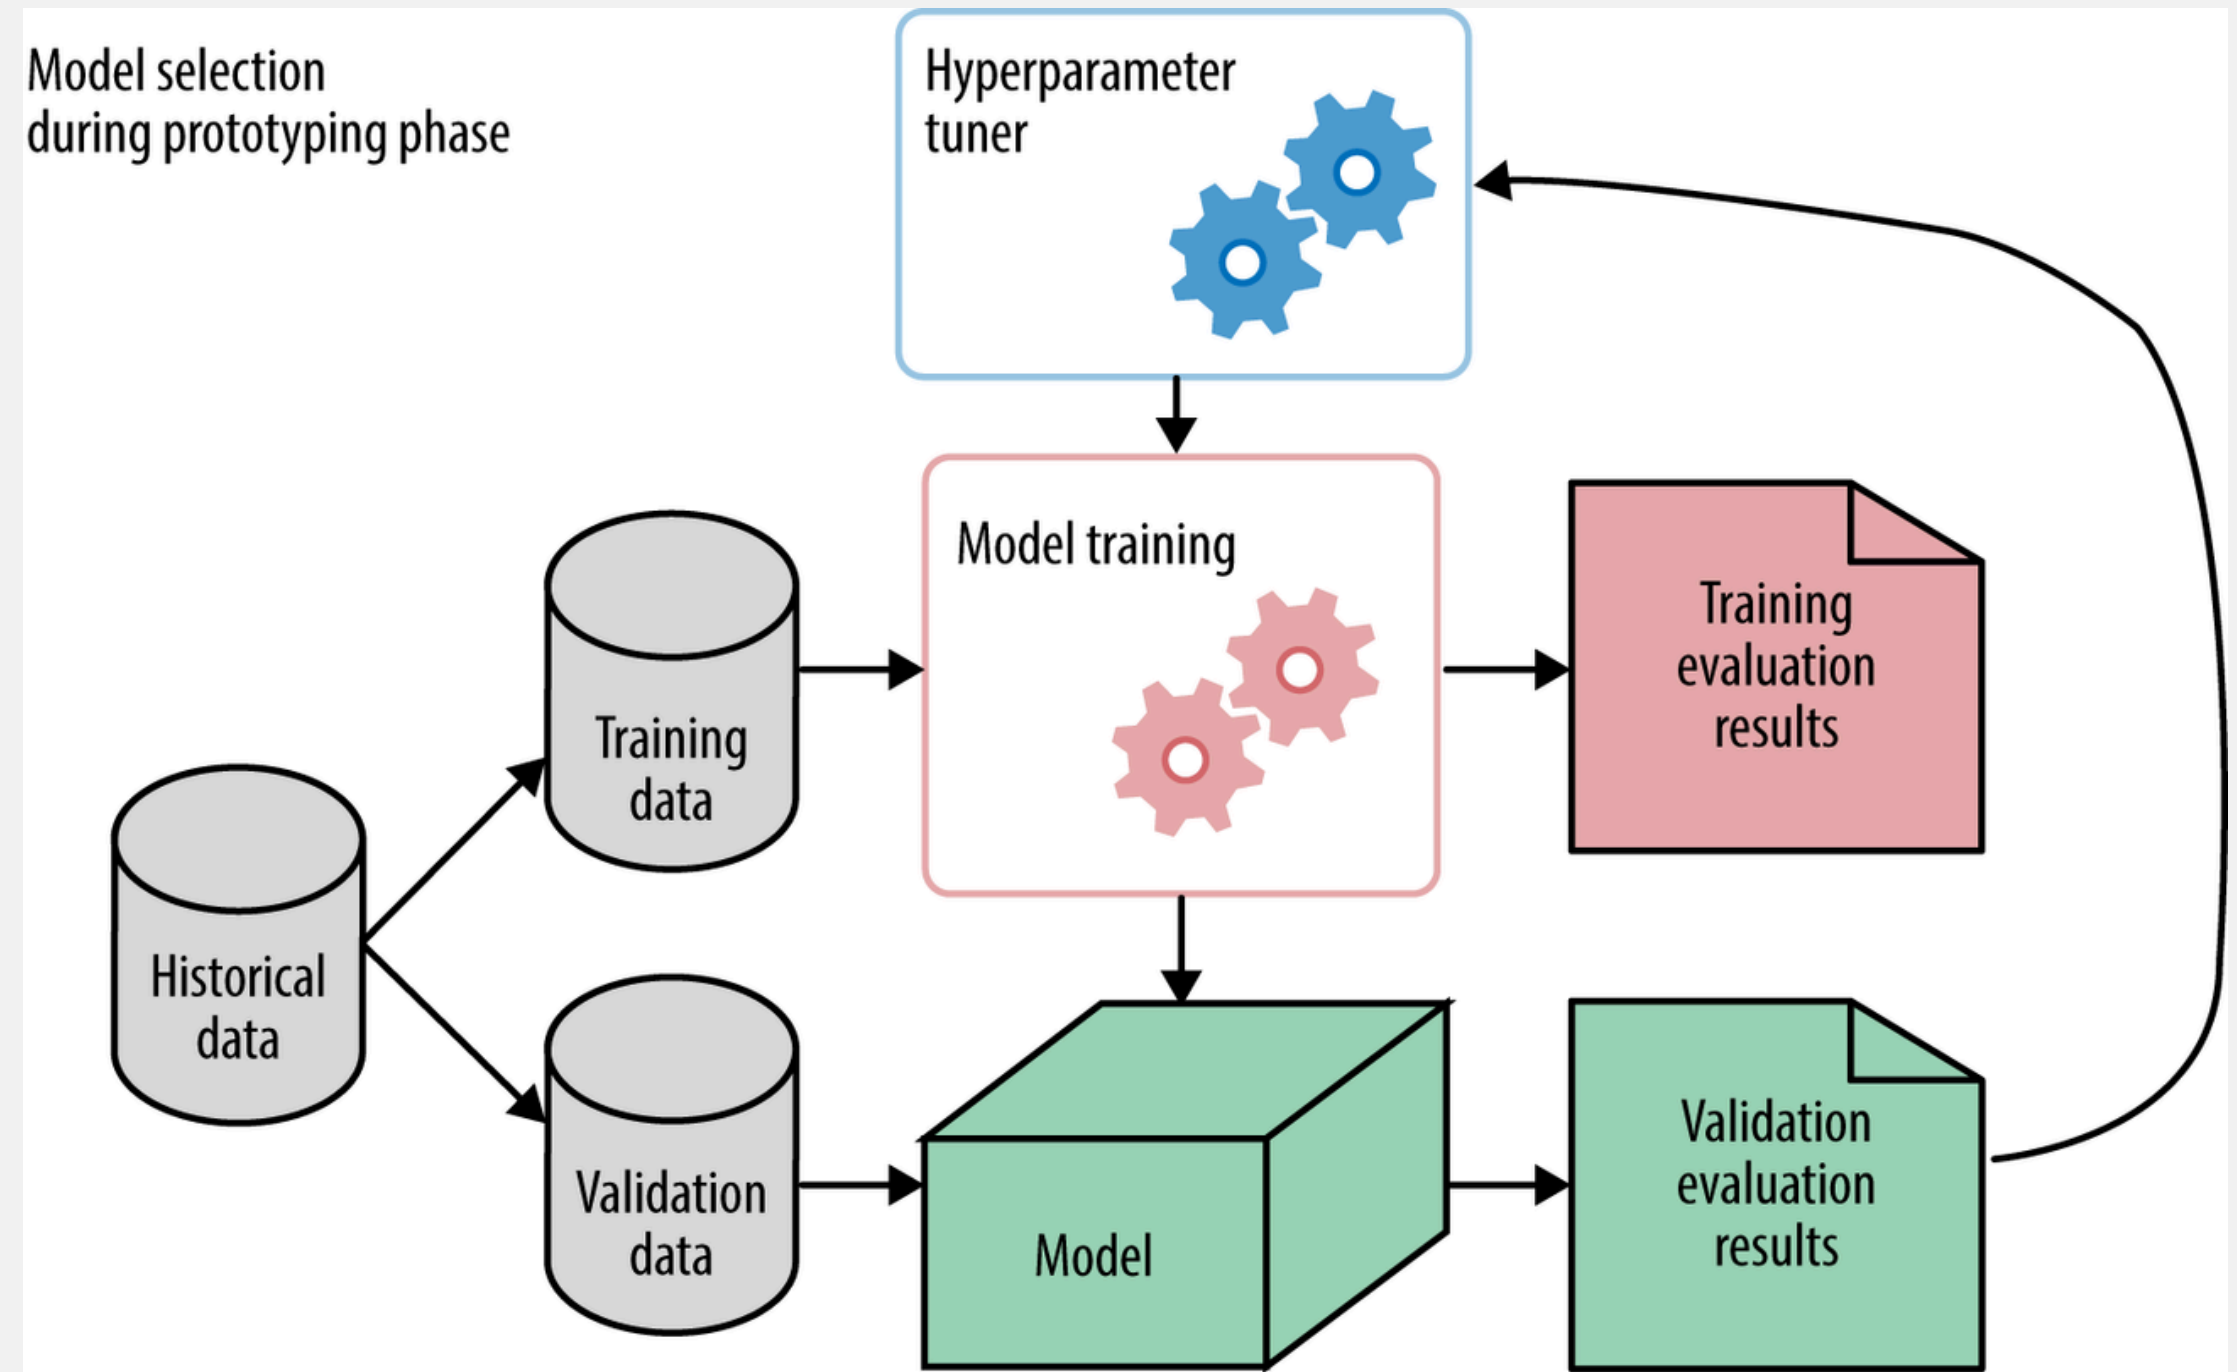 Model selection
during prototyping phase
Hyperparameter
tuner
Model training
Training
evaluation
results
Training
data
Historical
data
Validation
data
Model
Validation
evaluation
results